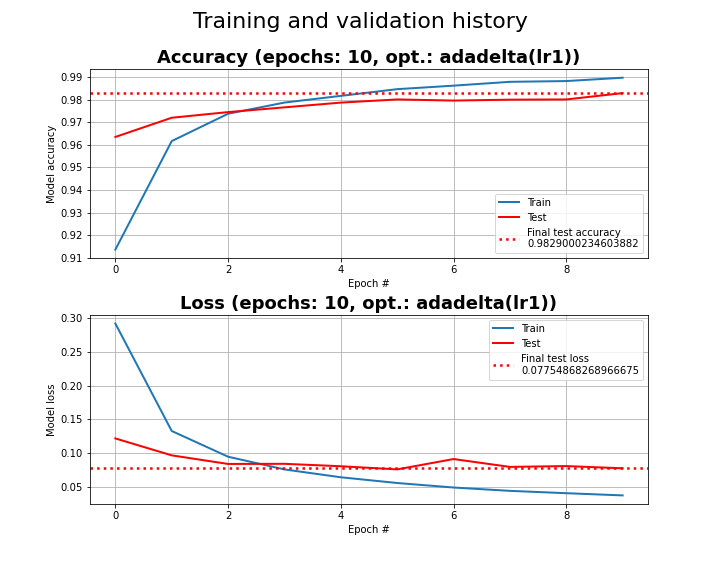 Training and validation history
Accuracy (epochs: 10, opt.: adadelta(lr1))
0.99
0.98
0.97
0.96
0.95
0.94
0.93
0.92
0.91
Model accuracy
Train
Test
Final test accuracy
0.9829000234603882
0 2 4 6 8
Epoch #
Loss (epochs: 10, opt.: adadelta(lr1))
0.30
0.25
0.20
0.15
0.10
0.05
Model loss
Train
Test
Final test loss
0.07754868268966675
0 2 4 6 8
Epoch #